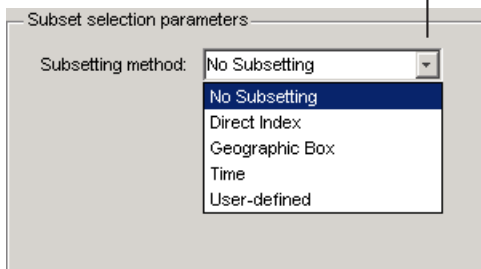 Subset selection parameters
Subsetting method: No Subsetting
No Subsetting
Direct Index
Geographic Box
Time
User-defined